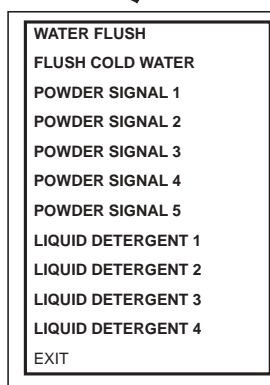 WATER FLUSH
FLUSH COLD WATER
POWDER SIGNAL 1
POWDER SIGNAL 2
POWDER SIGNAL 3
POWDER SIGNAL 4
POWDER SIGNAL 5
LIQUID DETERGENT 1
LIQUID DETERGENT 2
LIQUID DETERGENT 3
LIQUID DETERGENT 4
EXIT